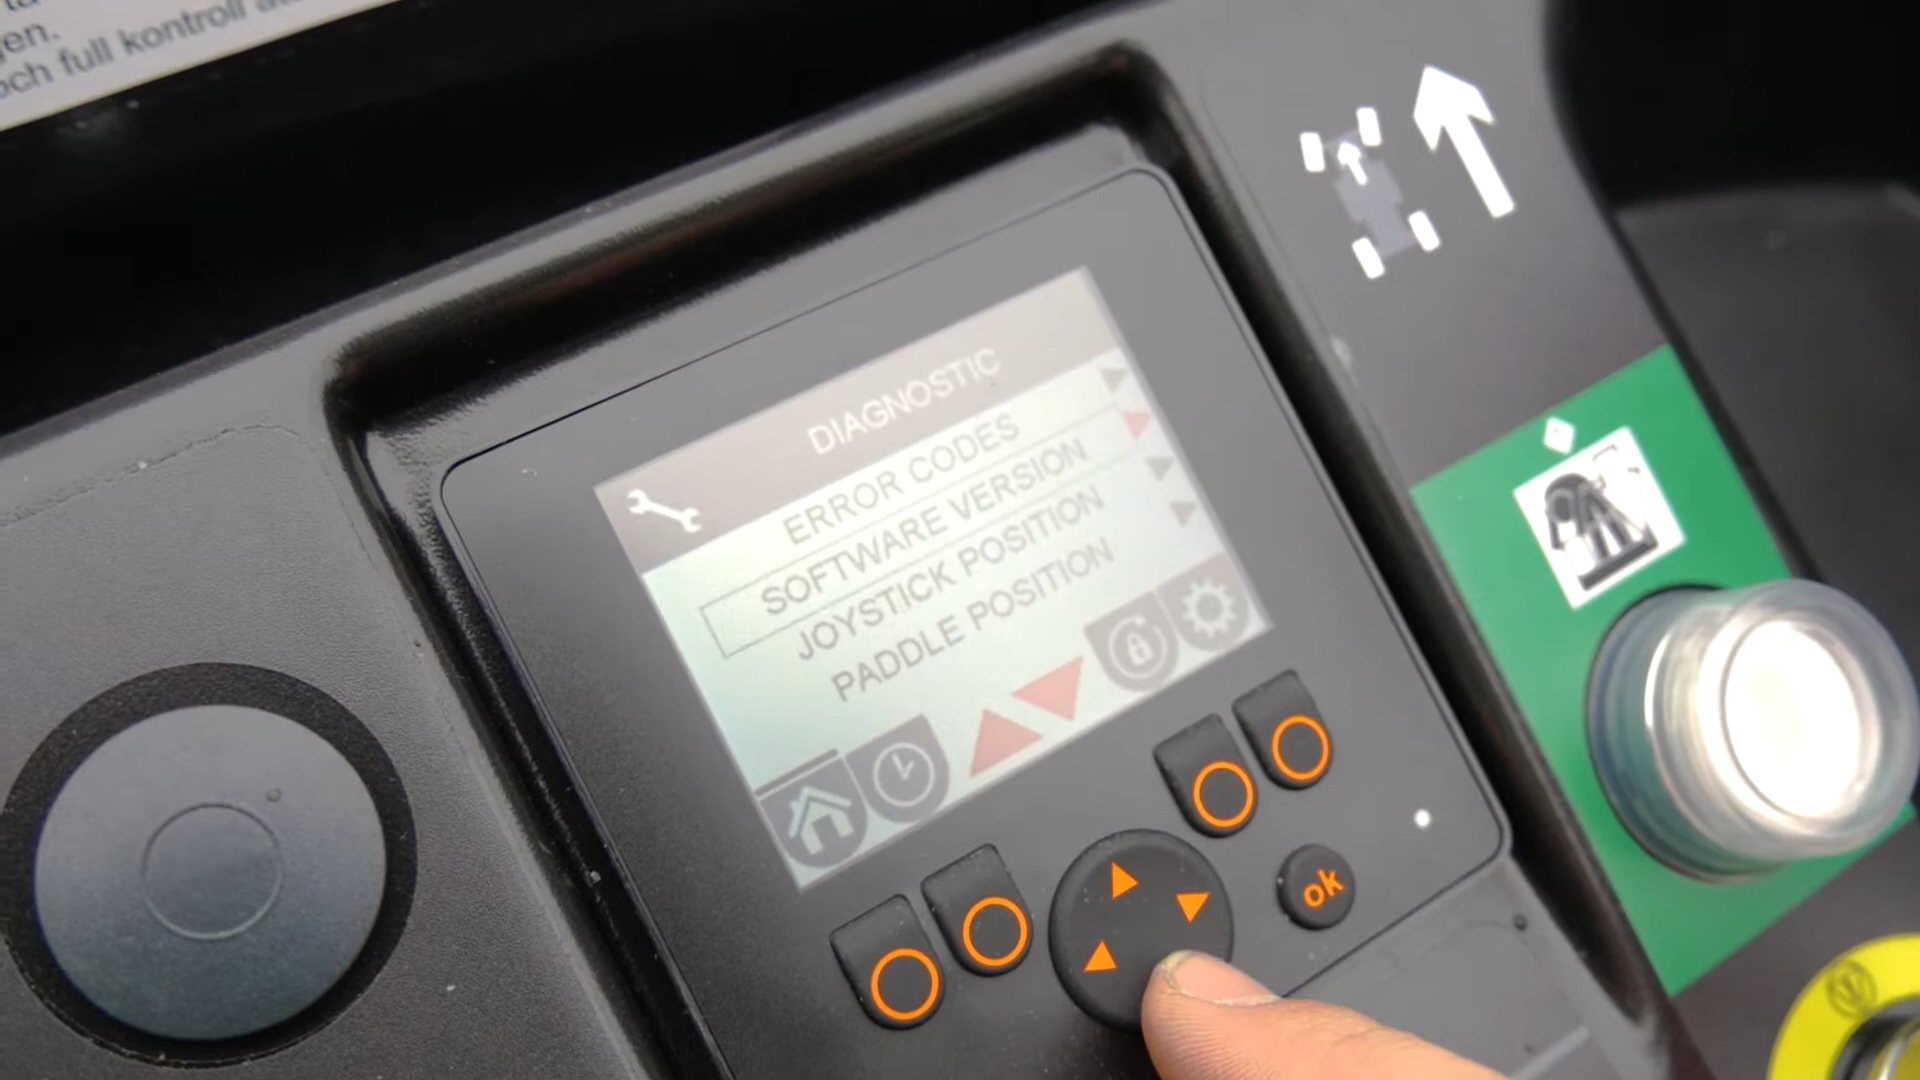 gen.
och full kontroll
DIAGNOSTIC
ERROR CODES
SOFTWARE VERSION
JOYSTICK POSITION
PADDLE POSITION
ok